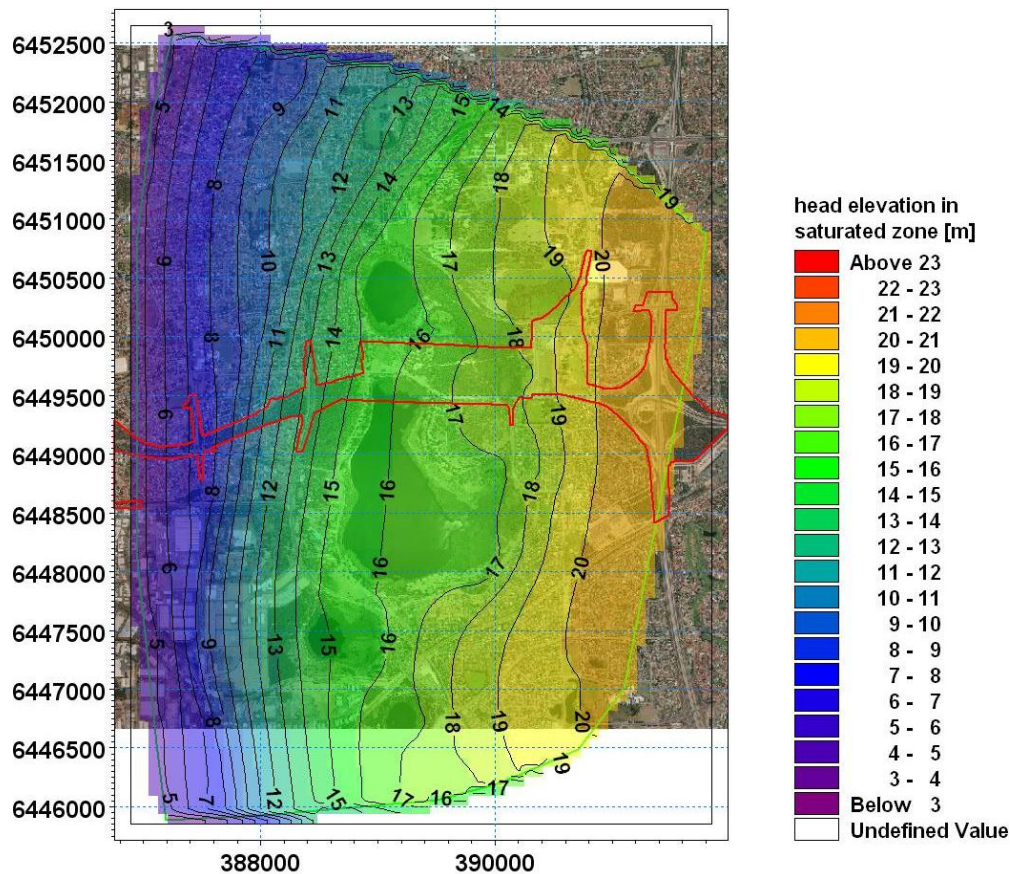 6452500
6452000
6451500
6451000
6450500
6450000
6449500
6449000
6448500
6448000
6447500
6447000
6446500
6446000
388000
390000
3
5
9
11
13
15
14
19
8
12
14
18
6
10
13
17
19
20
8
11
14
16
18
6
17
19
8
12
15
16
18
6
16
17
20
5
9
13
15
16
8
18
19
20
19
5
7
12
15
17
16
17
head elevation in
saturated zone [m]
Above 23
22 - 23
21 - 22
20 - 21
19 - 20
18 - 19
17 - 18
16 - 17
15 - 16
14 - 15
13 - 14
12 - 13
11 - 12
10 - 11
9 - 10
8 - 9
7 - 8
6 - 7
5 - 6
4 - 5
3 - 4
Below 3
Undefined Value